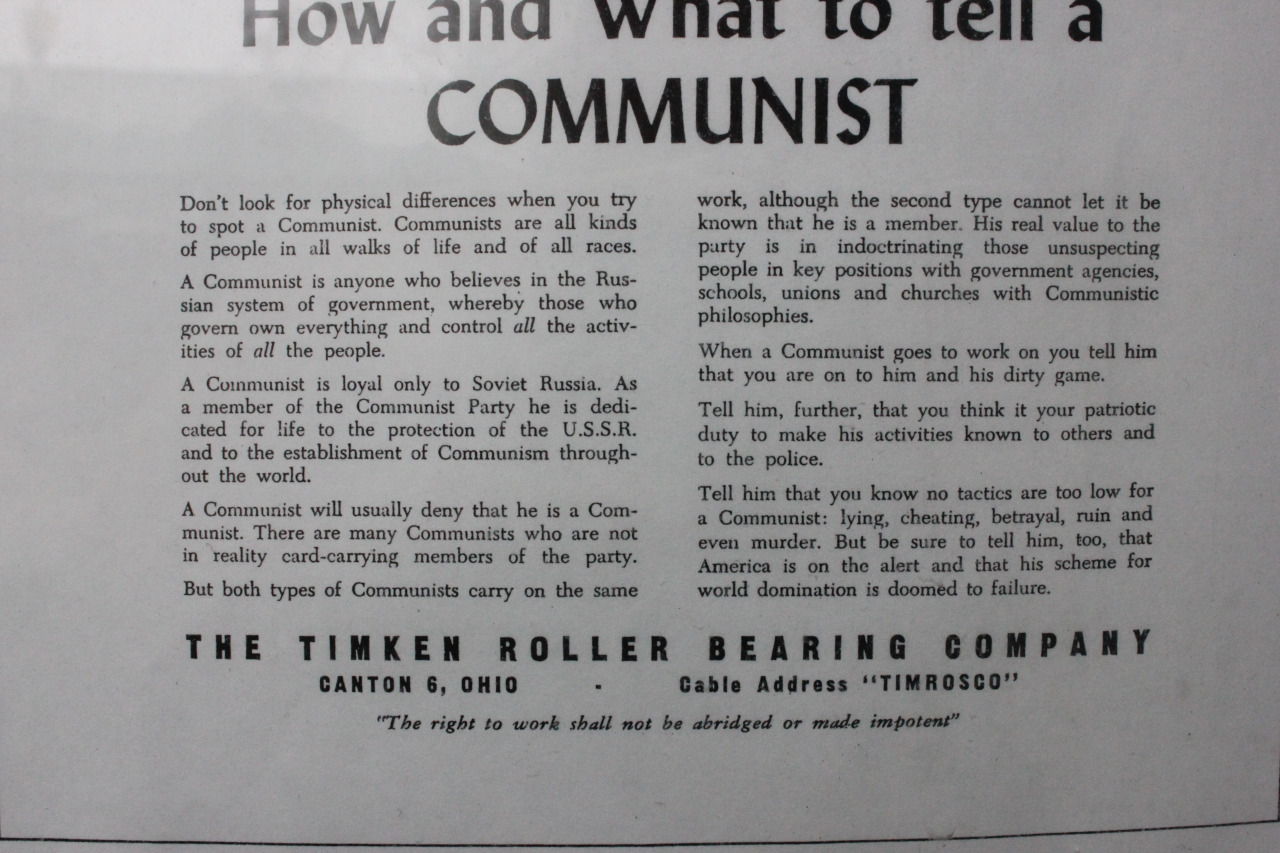 How and What to tell a
COMMUNIST
Don't look for physical differences when you try
to spot a Communist. Communists are all kinds
of people in all walks of life and of all races.
A Communist is anyone who believes in the Rus-
sian system of government, whereby those who
govern own everything and control all the activ-
ities of all the people.
A Communist is loyal only to Soviet Russia. As
a member of the Communist Party he is dedi-
cated for life to the protection of the U.S.S.R.
and to the establishment of Communism through-
out the world.
A Communist will usually deny that he is a Com-
munist. There are many Communists who are not
in reality card-carrying members of the party.
But both types of Communists carry on the same
work, although the second type cannot let it be
known that he is a member. His real value to the
party is in indoctrinating those unsuspecting
people in key positions with government agencies,
schools, unions and churches with Communistic
philosophies.
When a Communist goes to work on you tell him
that you are on to him and his dirty game.
Tell him, further, that you think it your patriotic
duty to make his activities known to others and
to the police.
Tell him that you know no tactics are too low for
a Communist: lying, cheating, betrayal, ruin and
even murder. But be sure to tell him, too, that
America is on the alert and that his scheme for
world domination is doomed to failure.
THE TIMKEN ROLLER BEARING COMPANY
CANTON 6, OHIO - Cable Address "TIMROSCO"
"The right to work shall not be abridged or made impotent"